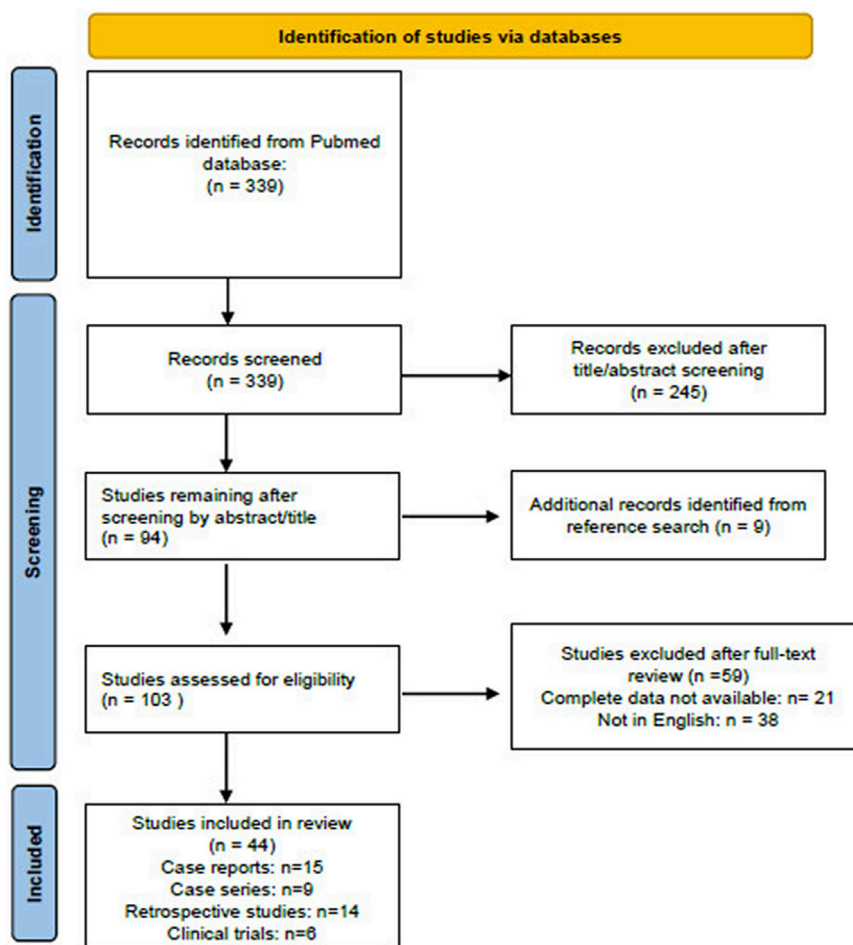 Identification of studies via databases
Identification
Records identified from Pubmed
database:
(n = 339)
Screening
Records screened
(n = 339)
Records excluded after
title/abstract screening
(n = 245)
Studies remaining after
screening by abstract/title
(n = 94)
Additional records identified from
reference search (n = 9)
Studies assessed for eligibility
(n = 103 )
Studies excluded after full-text
review (n =59)
Complete data not available: n= 21
Not in English: n = 38
Included
Studies included in review
(n = 44)
Case reports: n=15
Case series: n=9
Retrospective studies: n=14
Clinical trials: n=6